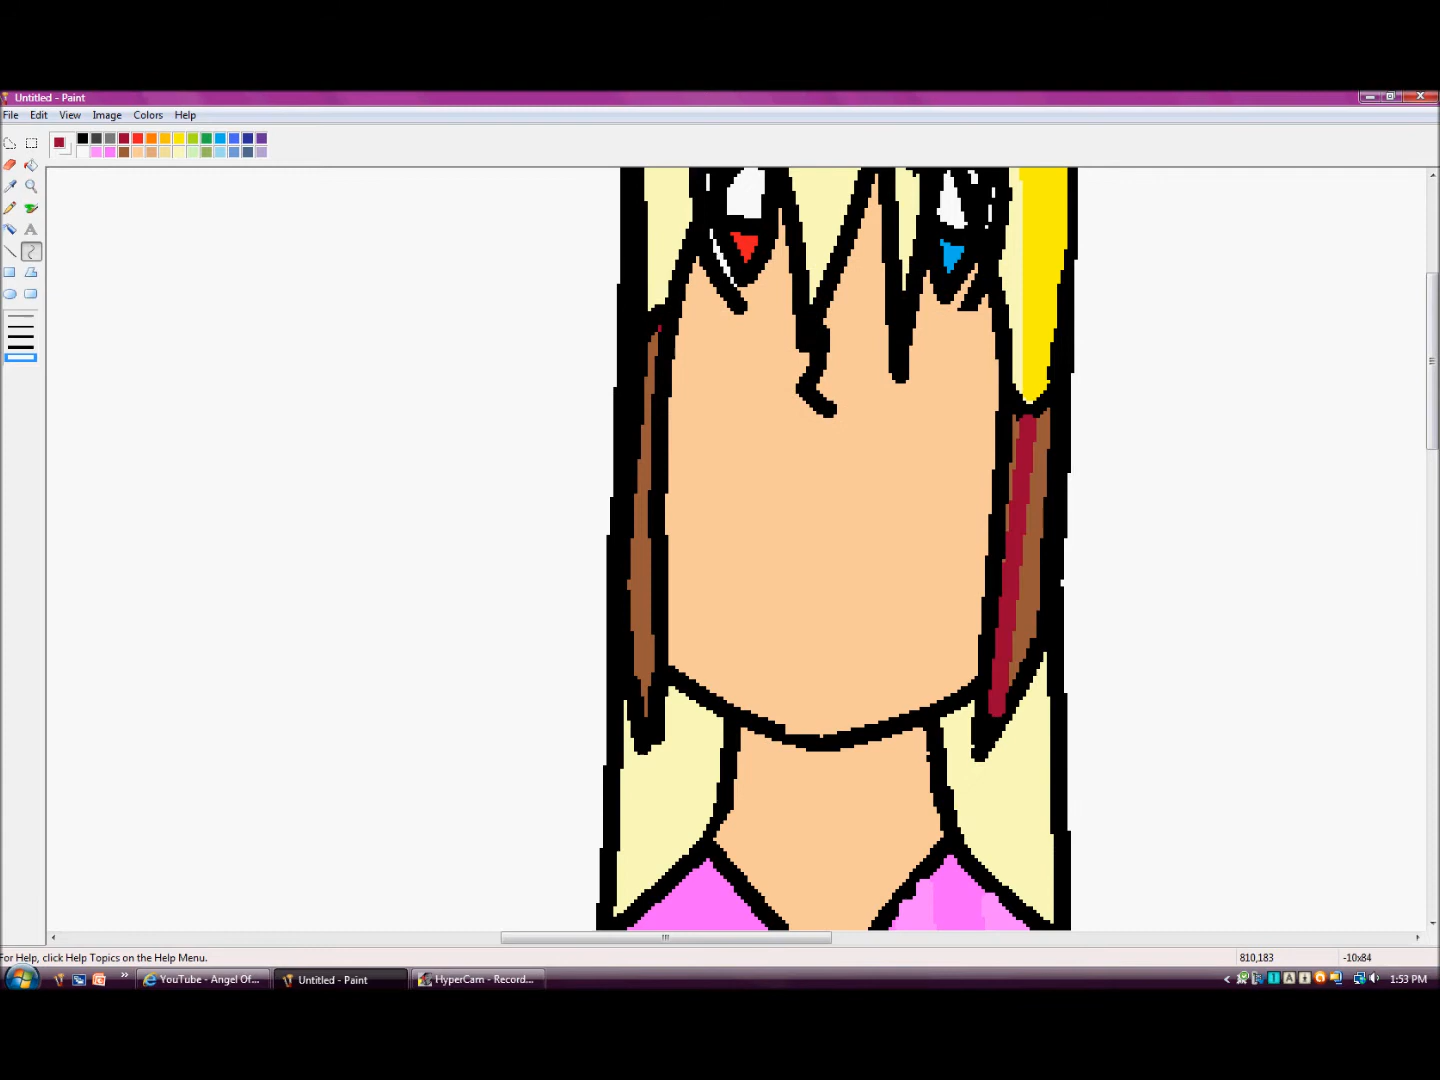 Untitled - Paint
File Edit View Image Colors Help
For Help, click Help Topics on the Help Menu.
810,183
-10x84
YouTube - Angel Of...
Untitled - Paint
HyperCam - Record...
1:53 PM